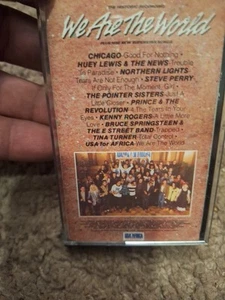 THE HISTORIC RECORDING
We Are The World
CHICAGO-Good For Nothing •
HUEY LEWIS & THE NEWS-Trouble
In Paradise • NORTHERN LIGHTS-
Tears Are Not Enough • STEVE PERRY
If Only For The Moment, Girl •
THE POINTER SISTERS-Just A
Little Closer • PRINCE & THE
REVOLUTION-4 The Tears In Your
Eyes • KENNY ROGERS-A Little More
Love • BRUCE SPRINGSTEEN &
THE E STREET BAND-Trapped •
TINA TURNER-Total Control •
USA for AFRICA-We Are The World